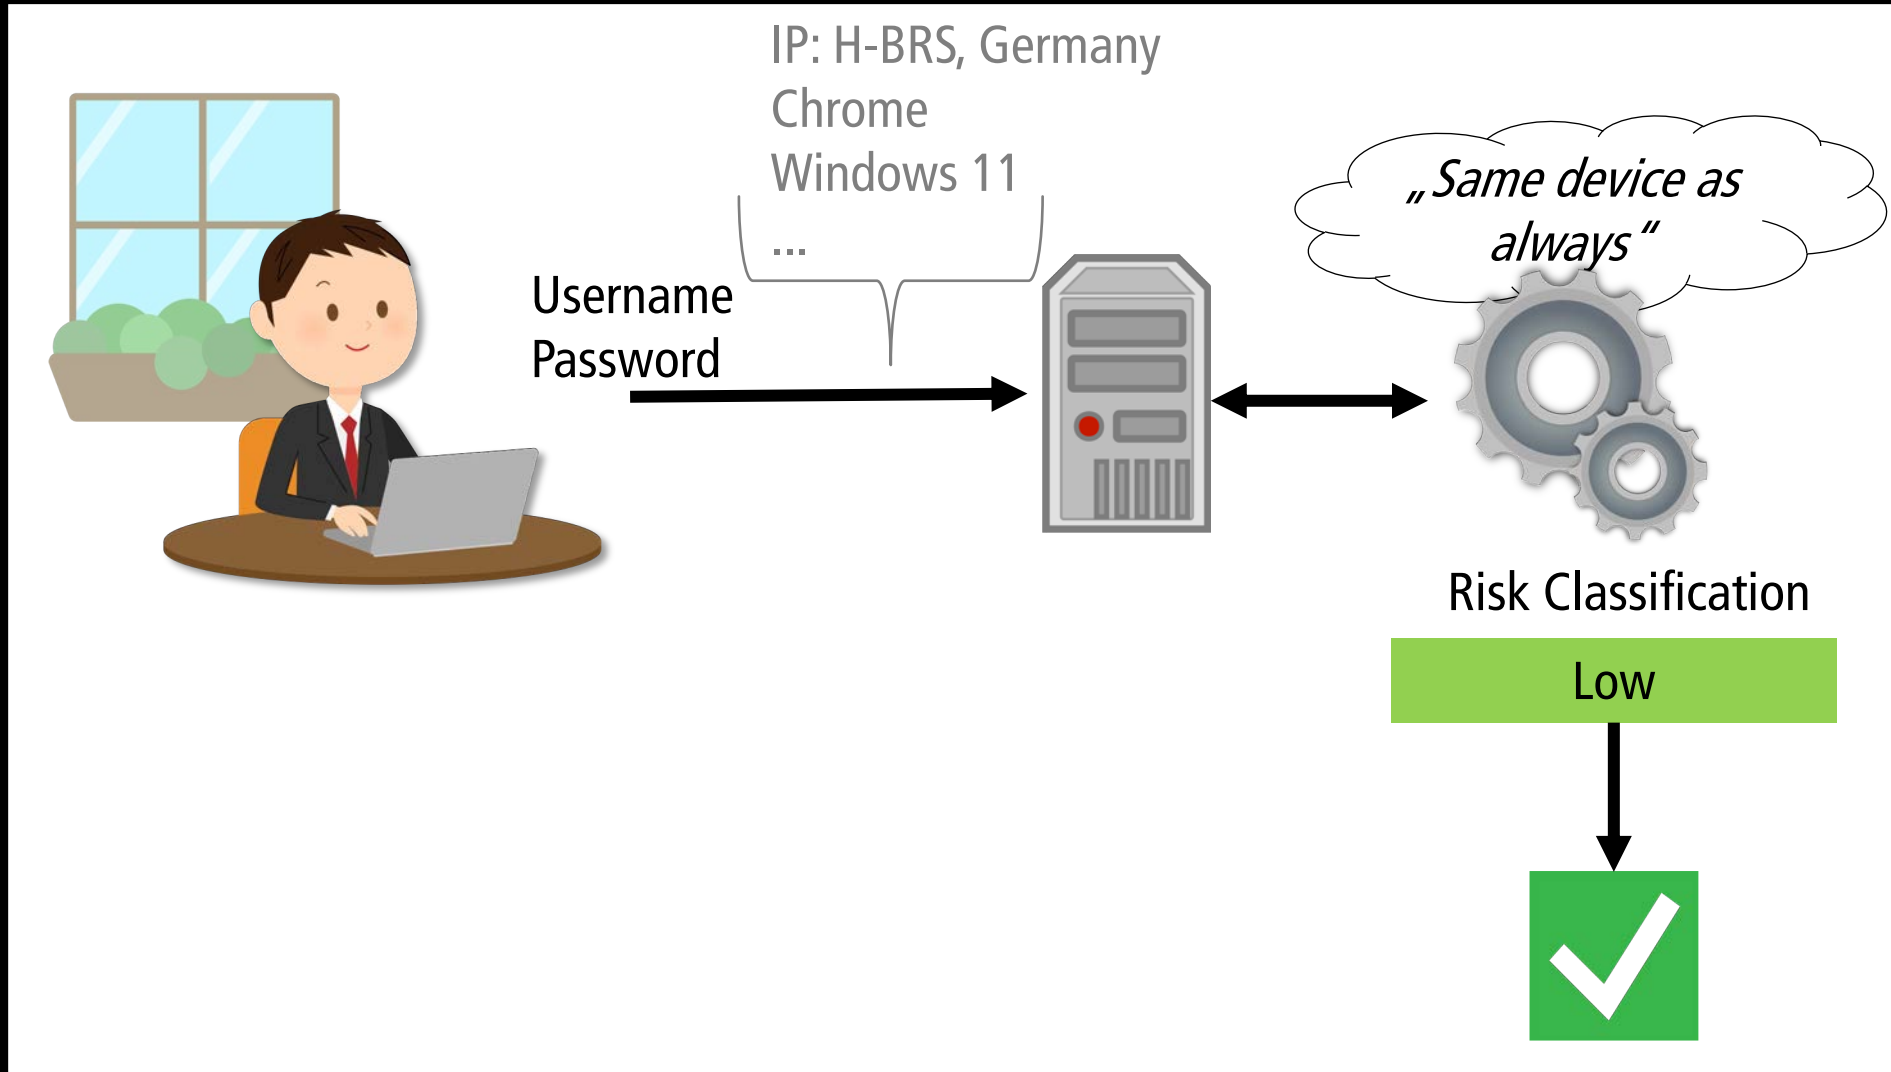 IP: H-BRS, Germany
Chrome
Windows 11
...
Username
Password
„Same device as
always“
Risk Classification
Low